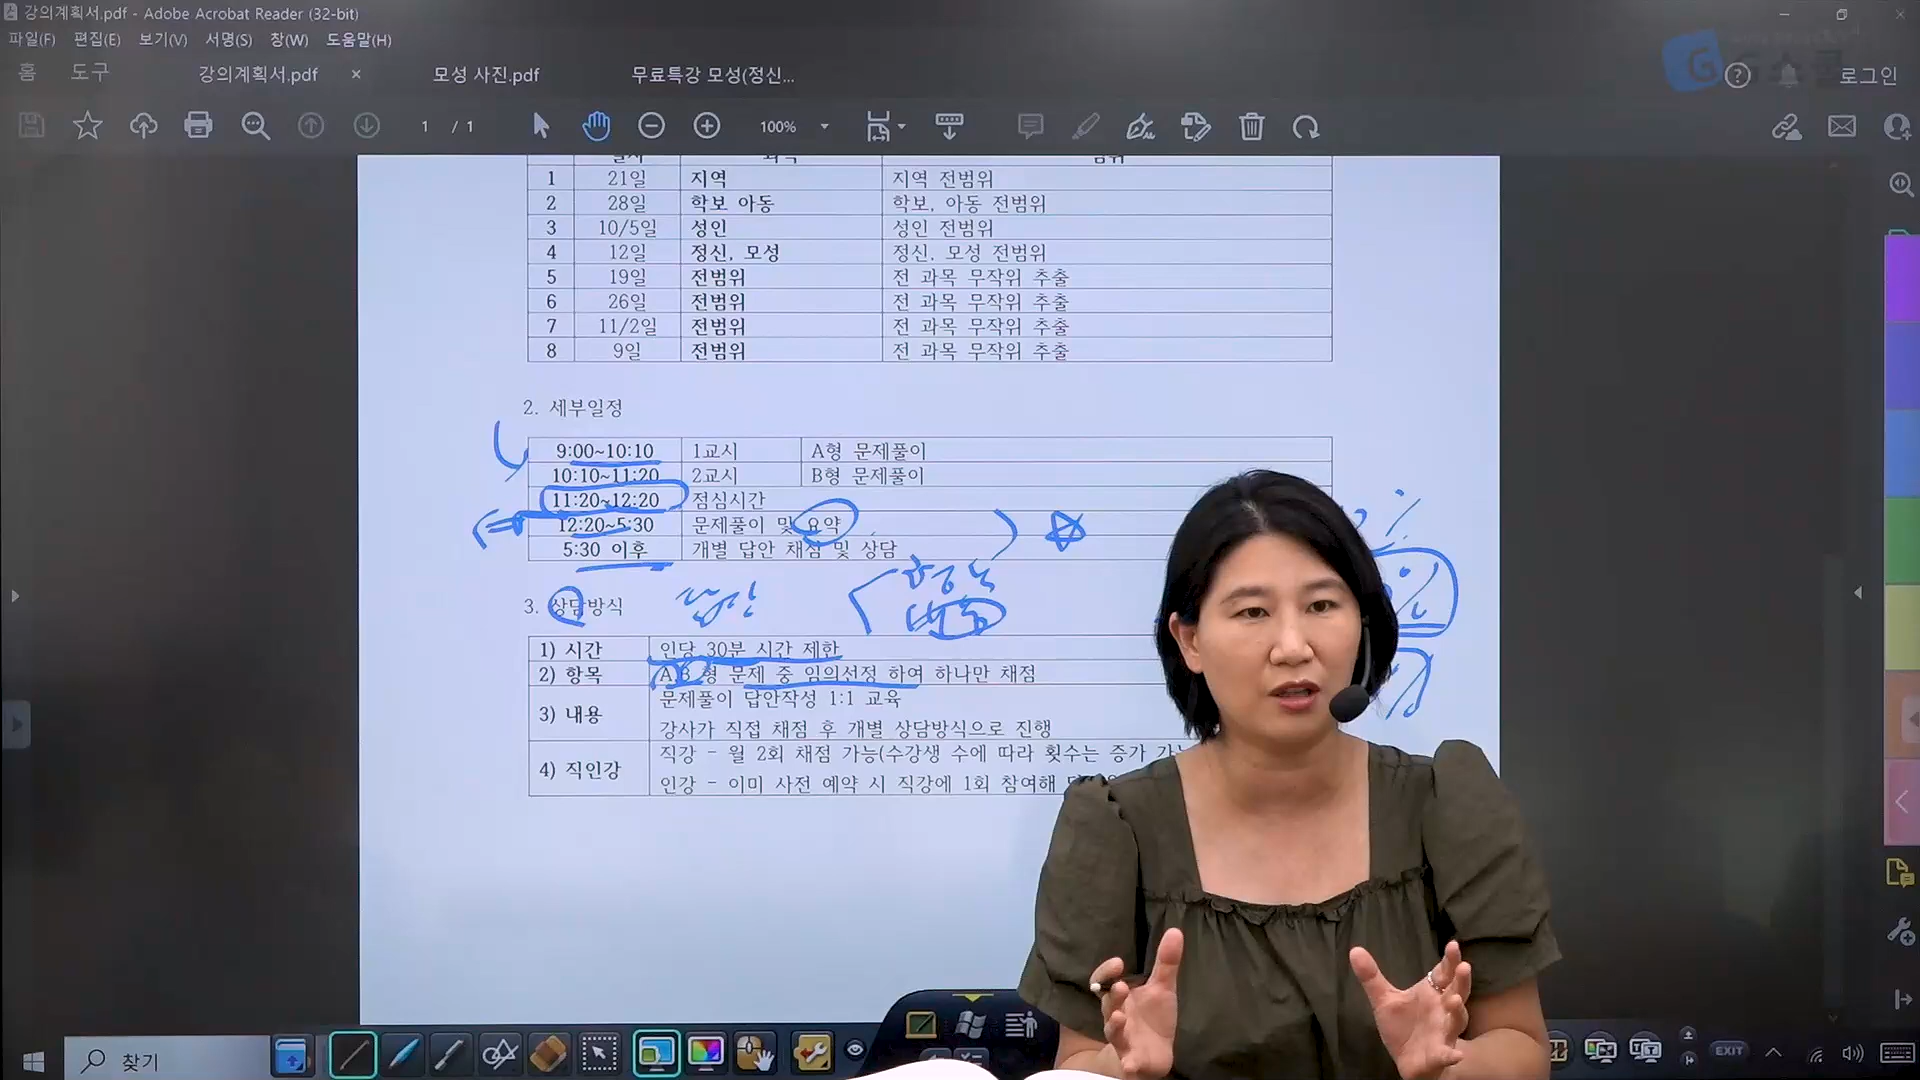 강의계획서.pdf - Adobe Acrobat Reader (32-bit)
파일(F) 편집(E) 보기(V) 서명(S) 창(W) 도움말(H)
홈 도구 강의계획서.pdf × 모성 사진.pdf 무료특강 모성(정신... 로그인
1 / 1 100%
1 21일 지역 지역 전범위
2 28일 학보 아동 학보, 아동 전범위
3 10/5일 성인 성인 전범위
4 12일 정신, 모성 정신, 모성 전범위
5 19일 전범위 전 과목 무작위 추출
6 26일 전범위 전 과목 무작위 추출
7 11/2일 전범위 전 과목 무작위 추출
8 9일 전범위 전 과목 무작위 추출
2. 세부일정
9:00~10:10 1교시 A형 문제풀이
10:10~11:20 2교시 B형 문제풀이
11:20~12:20 점심시간
12:20~5:30 문제풀이 및 요약
5:30 이후 개별 답안 채점 및 상담
3. 상담방식
답안
1) 시간 인당 30분 시간 제한
2) 항목 A,B 형 문제 중 임의선정 하여 하나만 채점
3) 내용 문제풀이 답안작성 1:1 교육
강사가 직접 채점 후 개별 상담방식으로 진행
4) 직인강 직강 - 월 2회 채점 가능(수강생 수에 따라 횟수는 증가
인강 - 이미 사전 예약 시 직강에 1회 참여해
찾기
EXIT